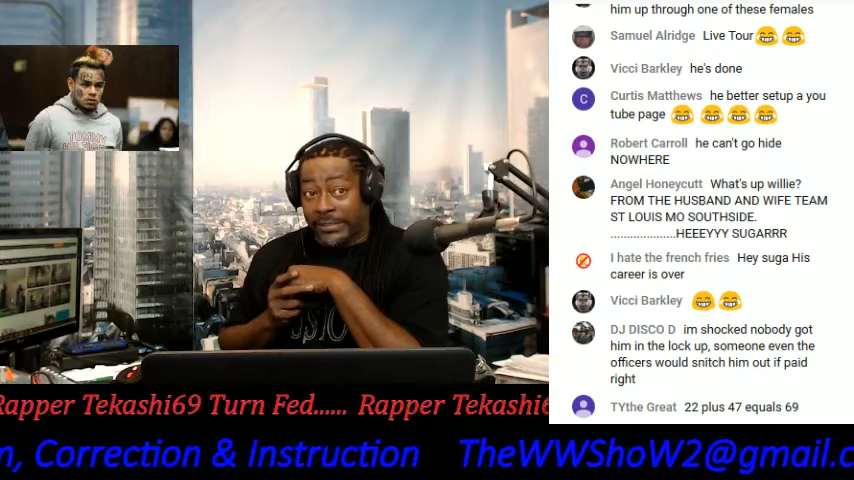 him up through one of these females
Samuel Alridge Live Tour😂😂
Vicci Barkley he's done
C
Curtis Matthews he better setup a you
tube page 😂 😂 😂 😂
Robert Carroll he can't go hide
NOWHERE
Angel Honeycutt What's up willie?
FROM THE HUSBAND AND WIFE TEAM
ST LOUIS MO SOUTHSIDE.
.....................HEEEYYY SUGARRR
I hate the french fries Hey suga His
career is over
Vicci Barkley 😂😂
DJ DISCO D im shocked nobody got
him in the lock up, someone even the
officers would snitch him out if paid
right
TYthe Great 22 plus 47 equals 69
TOMMY
Rapper Tekashi69 Turn Fed...... Rapper Tekashi6
n, Correction & Instruction TheWWShoW2@gmail.c